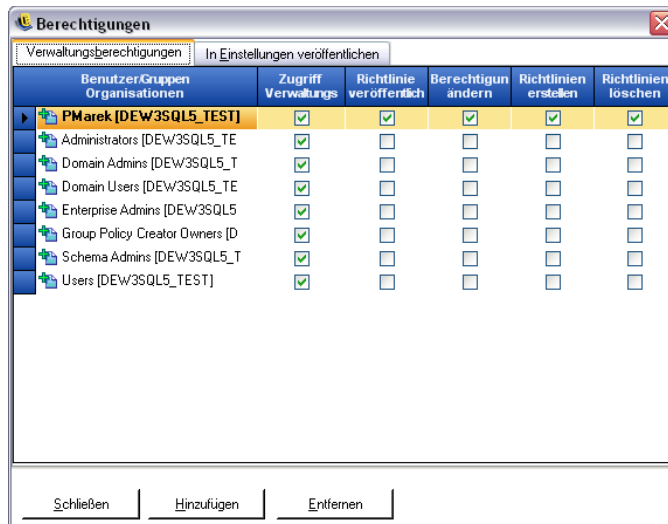 Berechtigungen
Verwaltungsberechtigungen In Einstellungen veröffentlichen
Benutzer/Gruppen Organisationen Zugriff Verwaltungs Richtlinie veröffentlich Berechtigun ändern Richtlinien erstellen Richtlinien löschen
PMarek [DEW3SQL5_TEST]
Administrators [DEW3SQL5_TE
Domain Admins [DEW3SQL5_T
Domain Users [DEW3SQL5_TE
Enterprise Admins [DEW3SQL5
Group Policy Creator Owners [D
Schema Admins [DEW3SQL5_T
Users [DEW3SQL5_TEST]
Schließen Hinzufügen Entfernen